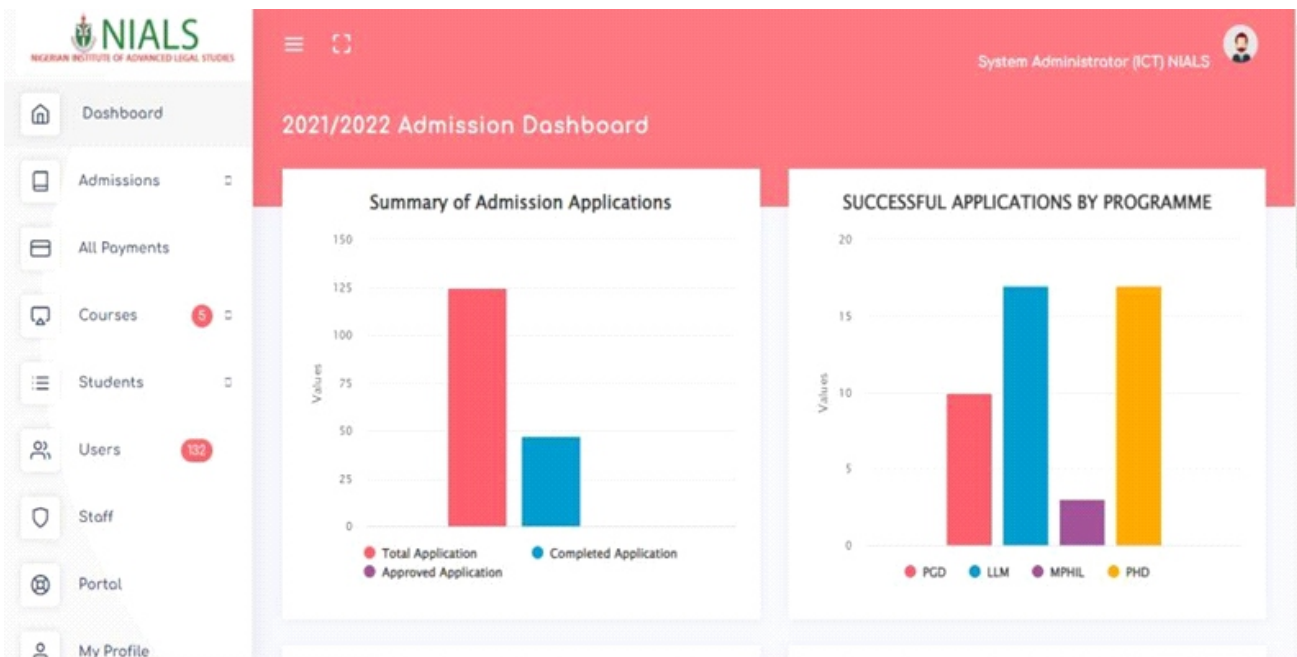 NIALS
NIGERIAN INSTITUTE OF ADVANCED LEGAL STUDIES
System Administrator (ICT) NIALS
Dashboard
Admissions
All Payments
Courses 5
Students
Users 132
Staff
Portal
My Profile
2021/2022 Admission Dashboard
Summary of Admission Applications
150
125
100
75
50
25
0
Values
Total Application
Completed Application
Approved Application
SUCCESSFUL APPLICATIONS BY PROGRAMME
20
15
10
5
0
Values
PGD LLM MPHIL PHD